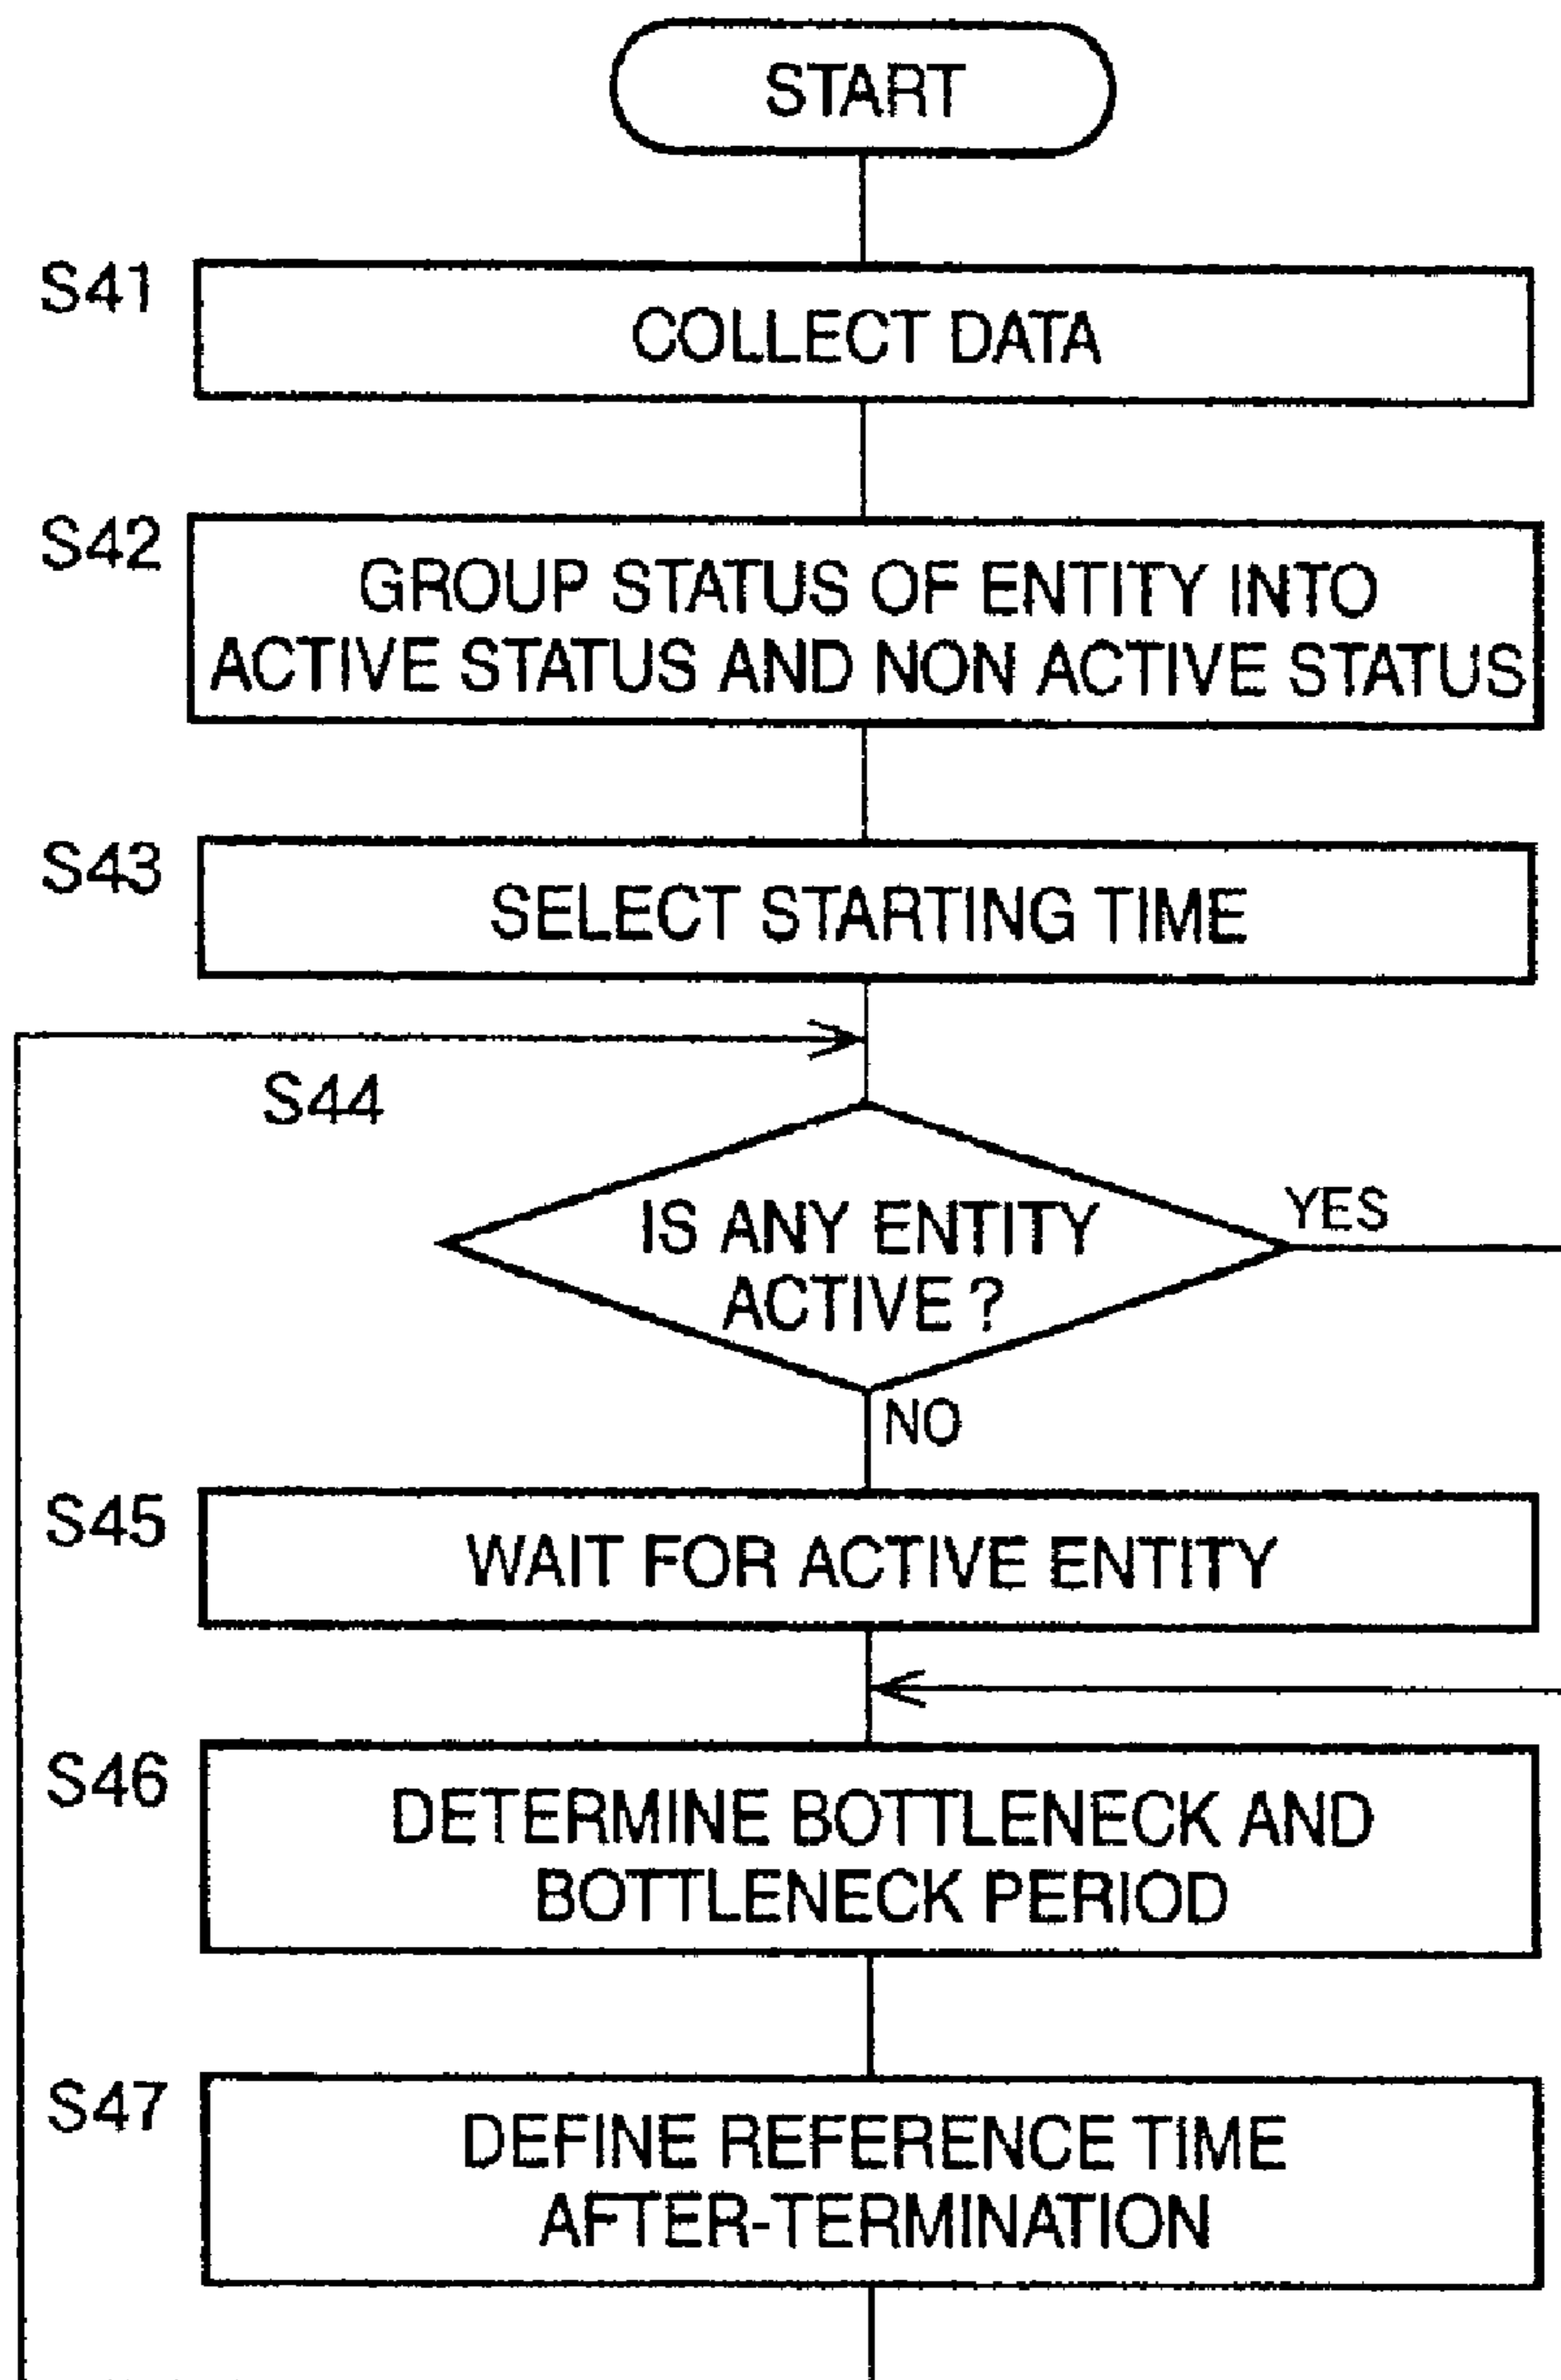 START
S41
COLLECT DATA
S42
GROUP STATUS OF ENTITY INTO
ACTIVE STATUS AND NON ACTIVE STATUS
S43
SELECT STARTING TIME
S44
IS ANY ENTITY
ACTIVE ?
YES
NO
S45
WAIT FOR ACTIVE ENTITY
S46
DETERMINE BOTTLENECK AND
BOTTLENECK PERIOD
S47
DEFINE REFERENCE TIME
AFTER-TERMINATION